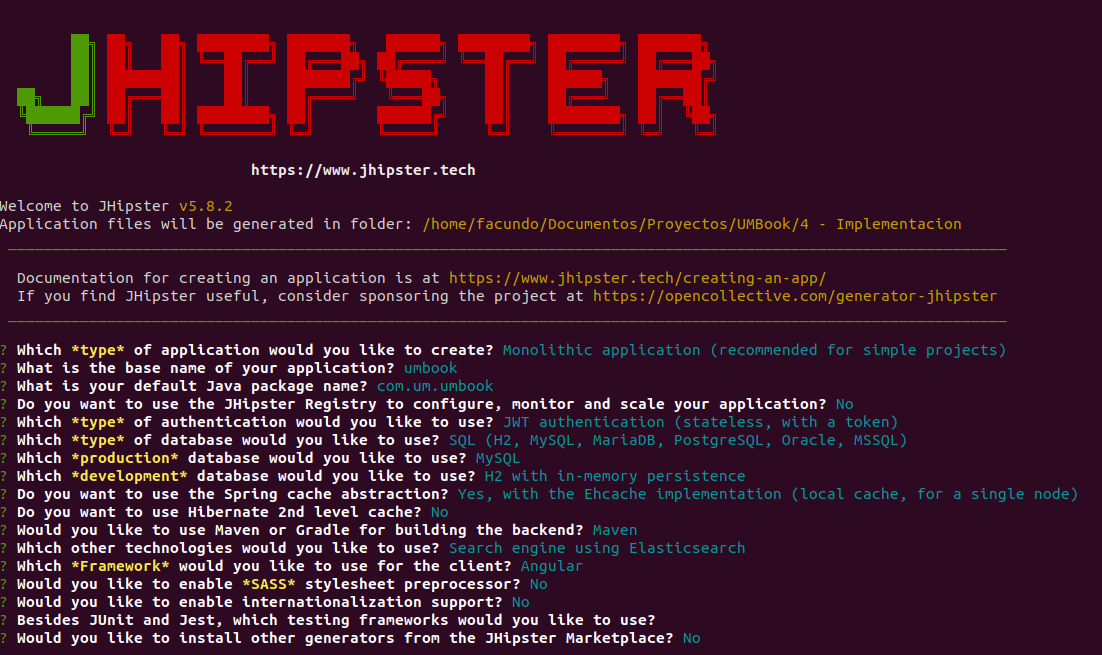 JHIPSTER
https://www.jhipster.tech
Welcome to JHipster v5.8.2
Application files will be generated in folder: /home/facundo/Documentos/Proyectos/UMBook/4 - Implementacion
Documentation for creating an application is at https://www.jhipster.tech/creating-an-app/
If you find JHipster useful, consider sponsoring the project at https://opencollective.com/generator-jhipster
? Which *type* of application would you like to create? Monolithic application (recommended for simple projects)
? What is the base name of your application? umbook
? What is your default Java package name? com.um.umbook
? Do you want to use the JHipster Registry to configure, monitor and scale your application? No
? Which *type* of authentication would you like to use? JWT authentication (stateless, with a token)
? Which *type* of database would you like to use? SQL (H2, MySQL, MariaDB, PostgreSQL, Oracle, MSSQL)
? Which *production* database would you like to use? MySQL
? Which *development* database would you like to use? H2 with in-memory persistence
? Do you want to use the Spring cache abstraction? Yes, with the Ehcache implementation (local cache, for a single node)
? Do you want to use Hibernate 2nd level cache? No
? Would you like to use Maven or Gradle for building the backend? Maven
? Which other technologies would you like to use? Search engine using Elasticsearch
? Which *Framework* would you like to use for the client? Angular
? Would you like to enable *SASS* stylesheet preprocessor? No
? Would you like to enable internationalization support? No
? Besides JUnit and Jest, which testing frameworks would you like to use?
? Would you like to install other generators from the JHipster Marketplace? No